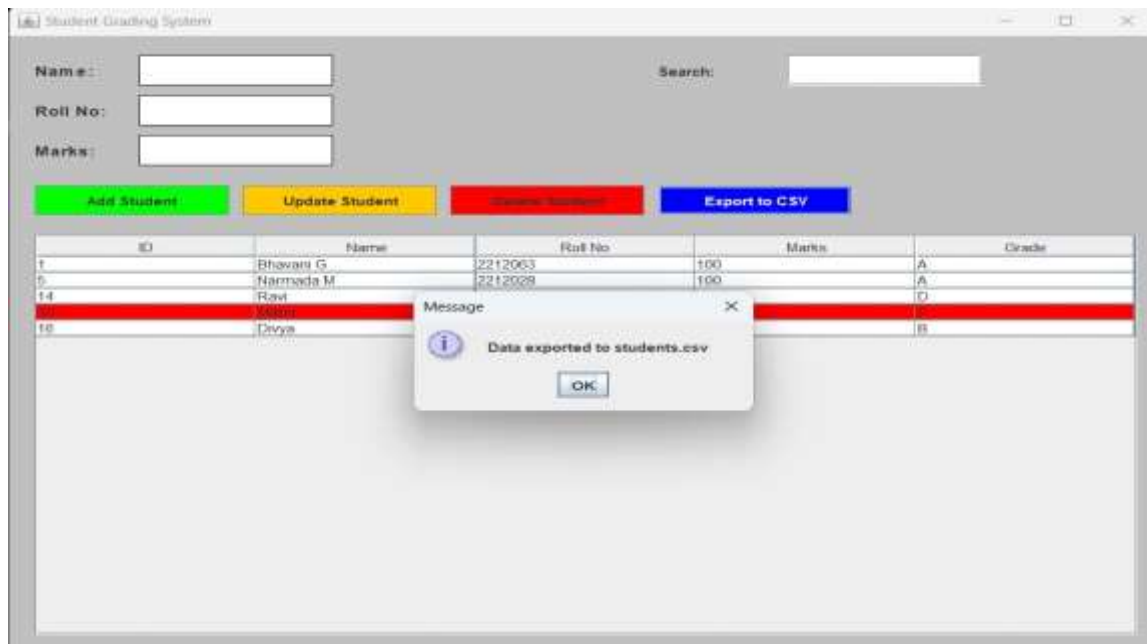 Student Grading System
Name:
Search:
Roll No:
Marks:
Add Student Update Student Delete Student Export to CSV
ID Name Roll No Marks Grade
1 Bhavani G 2212063 100 A
5 Narmada M 2212028 100 A
14 Ravi D
16 Divya B
Message
Data exported to students.csv
OK